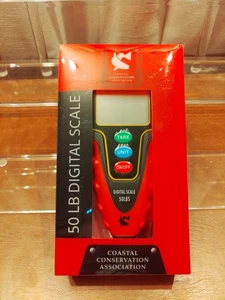 50 LB DIGITAL SCALE
TARE
UNIT
ON/OFF
DIGITAL SCALE
50LBS
COASTAL
CONSERVATION
ASSOCIATION